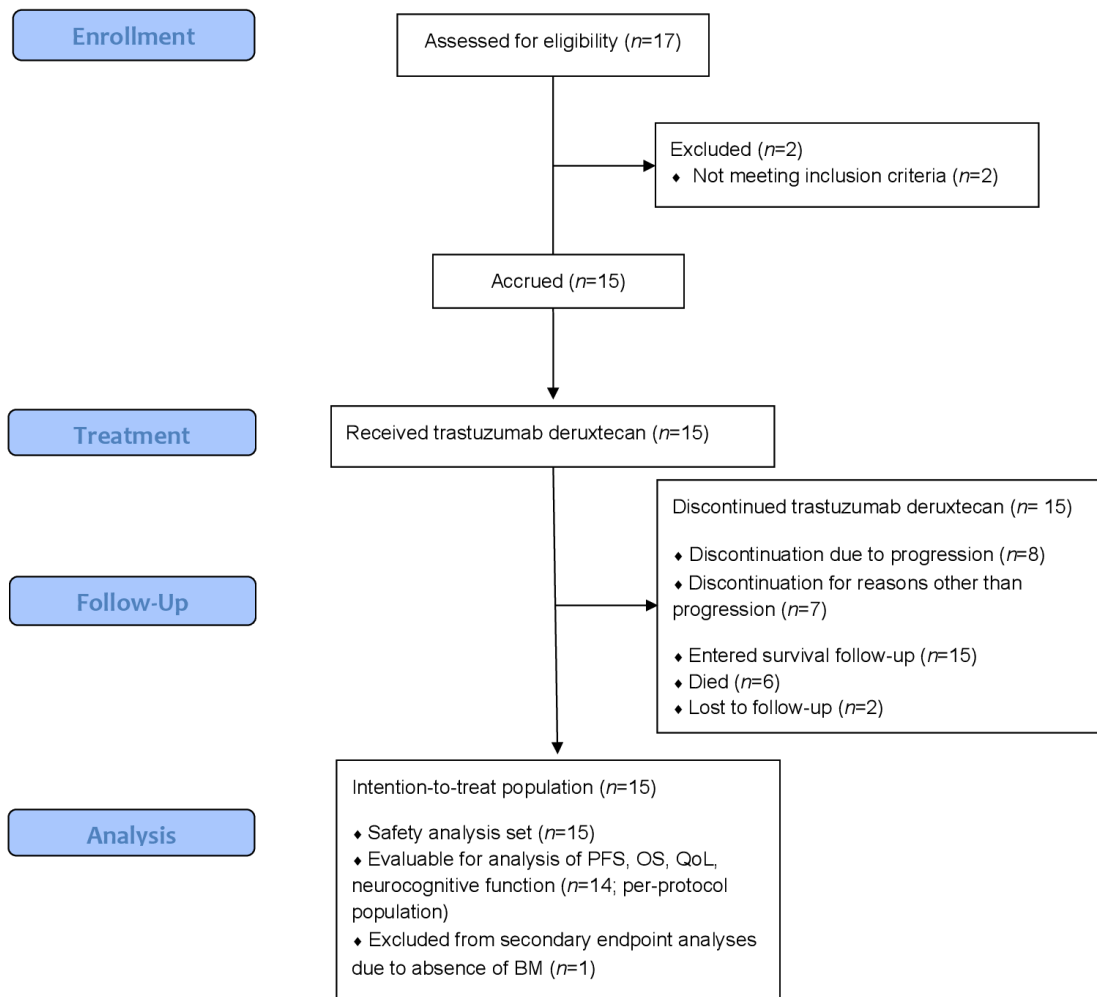 Enrollment
Assessed for eligibility (n=17)
Excluded (n=2)
♦ Not meeting inclusion criteria (n=2)
Accrued (n=15)
Treatment
Received trastuzumab deruxtecan (n=15)
Discontinued trastuzumab deruxtecan (n= 15)
♦ Discontinuation due to progression (n=8)
♦ Discontinuation for reasons other than
progression (n=7)
♦ Entered survival follow-up (n=15)
♦ Died (n=6)
♦ Lost to follow-up (n=2)
Follow-Up
Intention-to-treat population (n=15)
♦ Safety analysis set (n=15)
♦ Evaluable for analysis of PFS, OS, QoL,
neurocognitive function (n=14; per-protocol
population)
♦ Excluded from secondary endpoint analyses
due to absence of BM (n=1)
Analysis